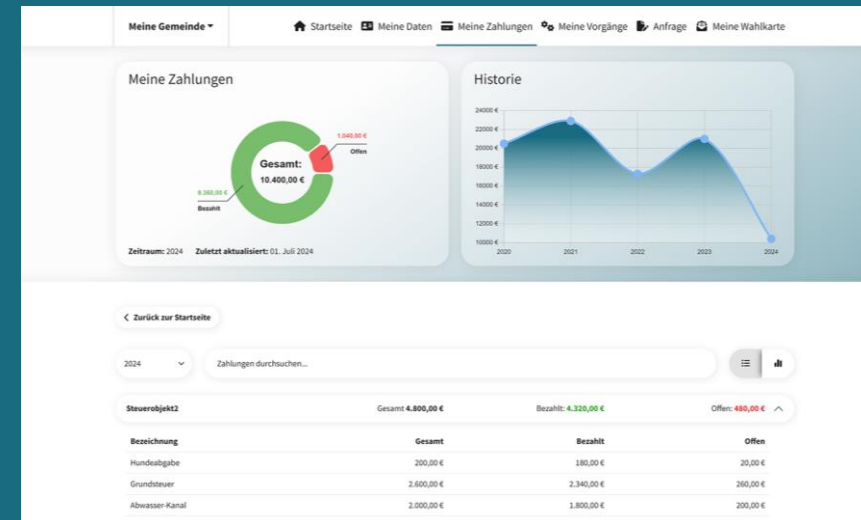 Meine Gemeinde
Startseite Meine Daten Meine Zahlungen Meine Vorgänge Anfrage Meine Wahlkarte
Meine Zahlungen
1.040,00 €
Offen
Gesamt:
10.400,00 €
9.360,00 €
Bezahlt
Zeitraum: 2024 Zuletzt aktualisiert: 01. Juli 2024
Historie
24000 €
22000 €
20000 €
18000 €
16000 €
14000 €
12000 €
10000 €
2020 2021 2022 2023 2024
Zurück zur Startseite
2024 Zahlungen durchsuchen...
Steuerobjekt2 Gesamt 4.800,00 € Bezahlt: 4.320,00 € Offen: 480,00 €
Bezeichnung Gesamt Bezahlt Offen
Hundeabgabe 200,00 € 180,00 € 20,00 €
Grundsteuer 2.600,00 € 2.340,00 € 260,00 €
Abwasser-Kanal 2.000,00 € 1.800,00 € 200,00 €